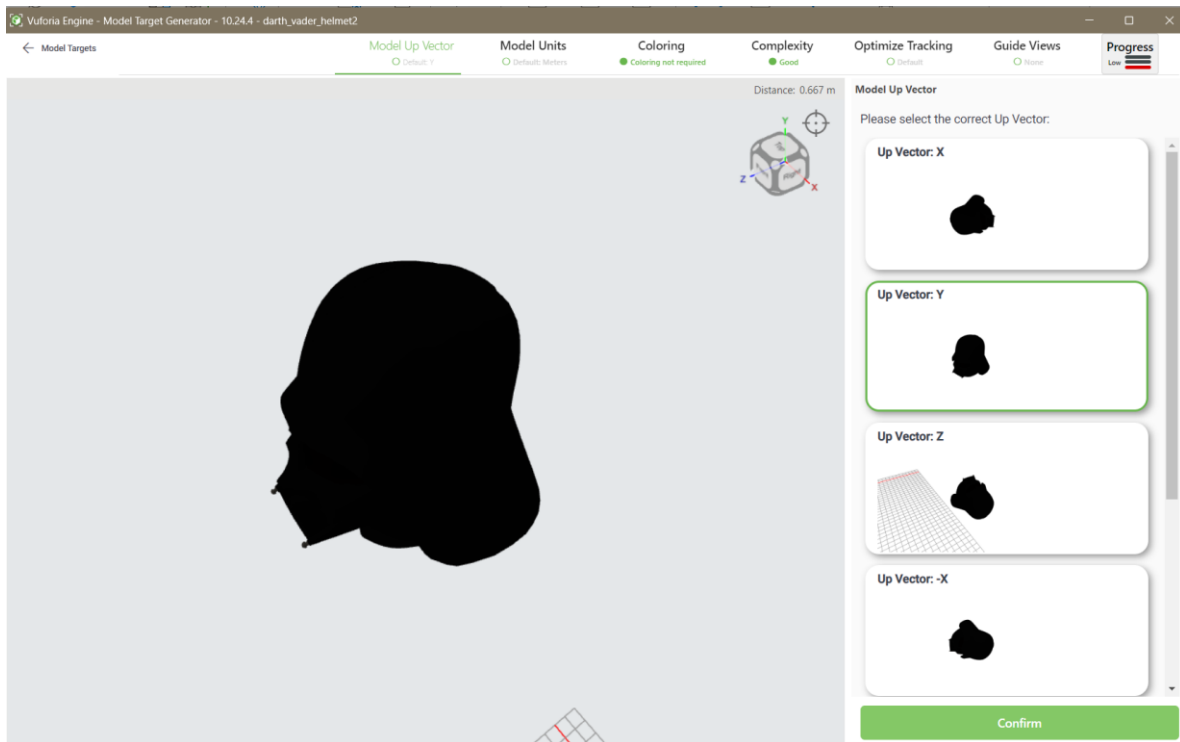 Vuforia Engine - Model Target Generator - 10.24.4 - darth_vader_helmet2
Model Targets
Model Up Vector
Default: Y
Model Units
Default: Meters
Coloring
Coloring not required
Complexity
Good
Optimize Tracking
Default
Guide Views
None
Progress
Low
Distance: 0.667 m
Y
Z
X
Right
Model Up Vector
Please select the correct Up Vector:
Up Vector: X
Up Vector: Y
Up Vector: Z
Up Vector: -X
Confirm